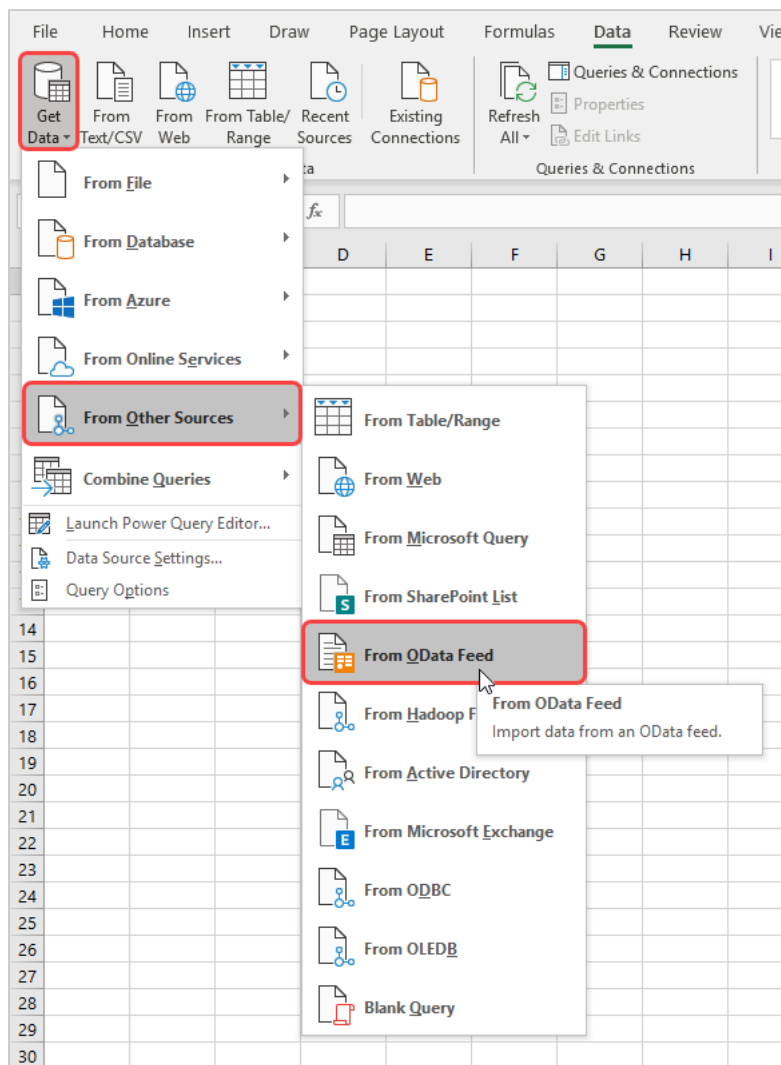 File Home Insert Draw Page Layout Formulas Data Review Vie
Queries & Connections
Properties
Edit Links
Get Data
From Text/CSV
From Web
From Table/ Range
Recent Sources
Existing Connections
Refresh All
ta
Queries & Connections
From File
From Database
From Azure
From Online Services
From Other Sources
Combine Queries
Launch Power Query Editor...
Data Source Settings...
Query Options
fx
D E F G H I
From Table/Range
From Web
From Microsoft Query
From SharePoint List
S
From OData Feed
From Hadoop F
From OData Feed
Import data from an OData feed.
From Active Directory
From Microsoft Exchange
E
From ODBC
From OLEDB
Blank Query
14
15
16
17
18
19
20
21
22
23
24
25
26
27
28
29
30